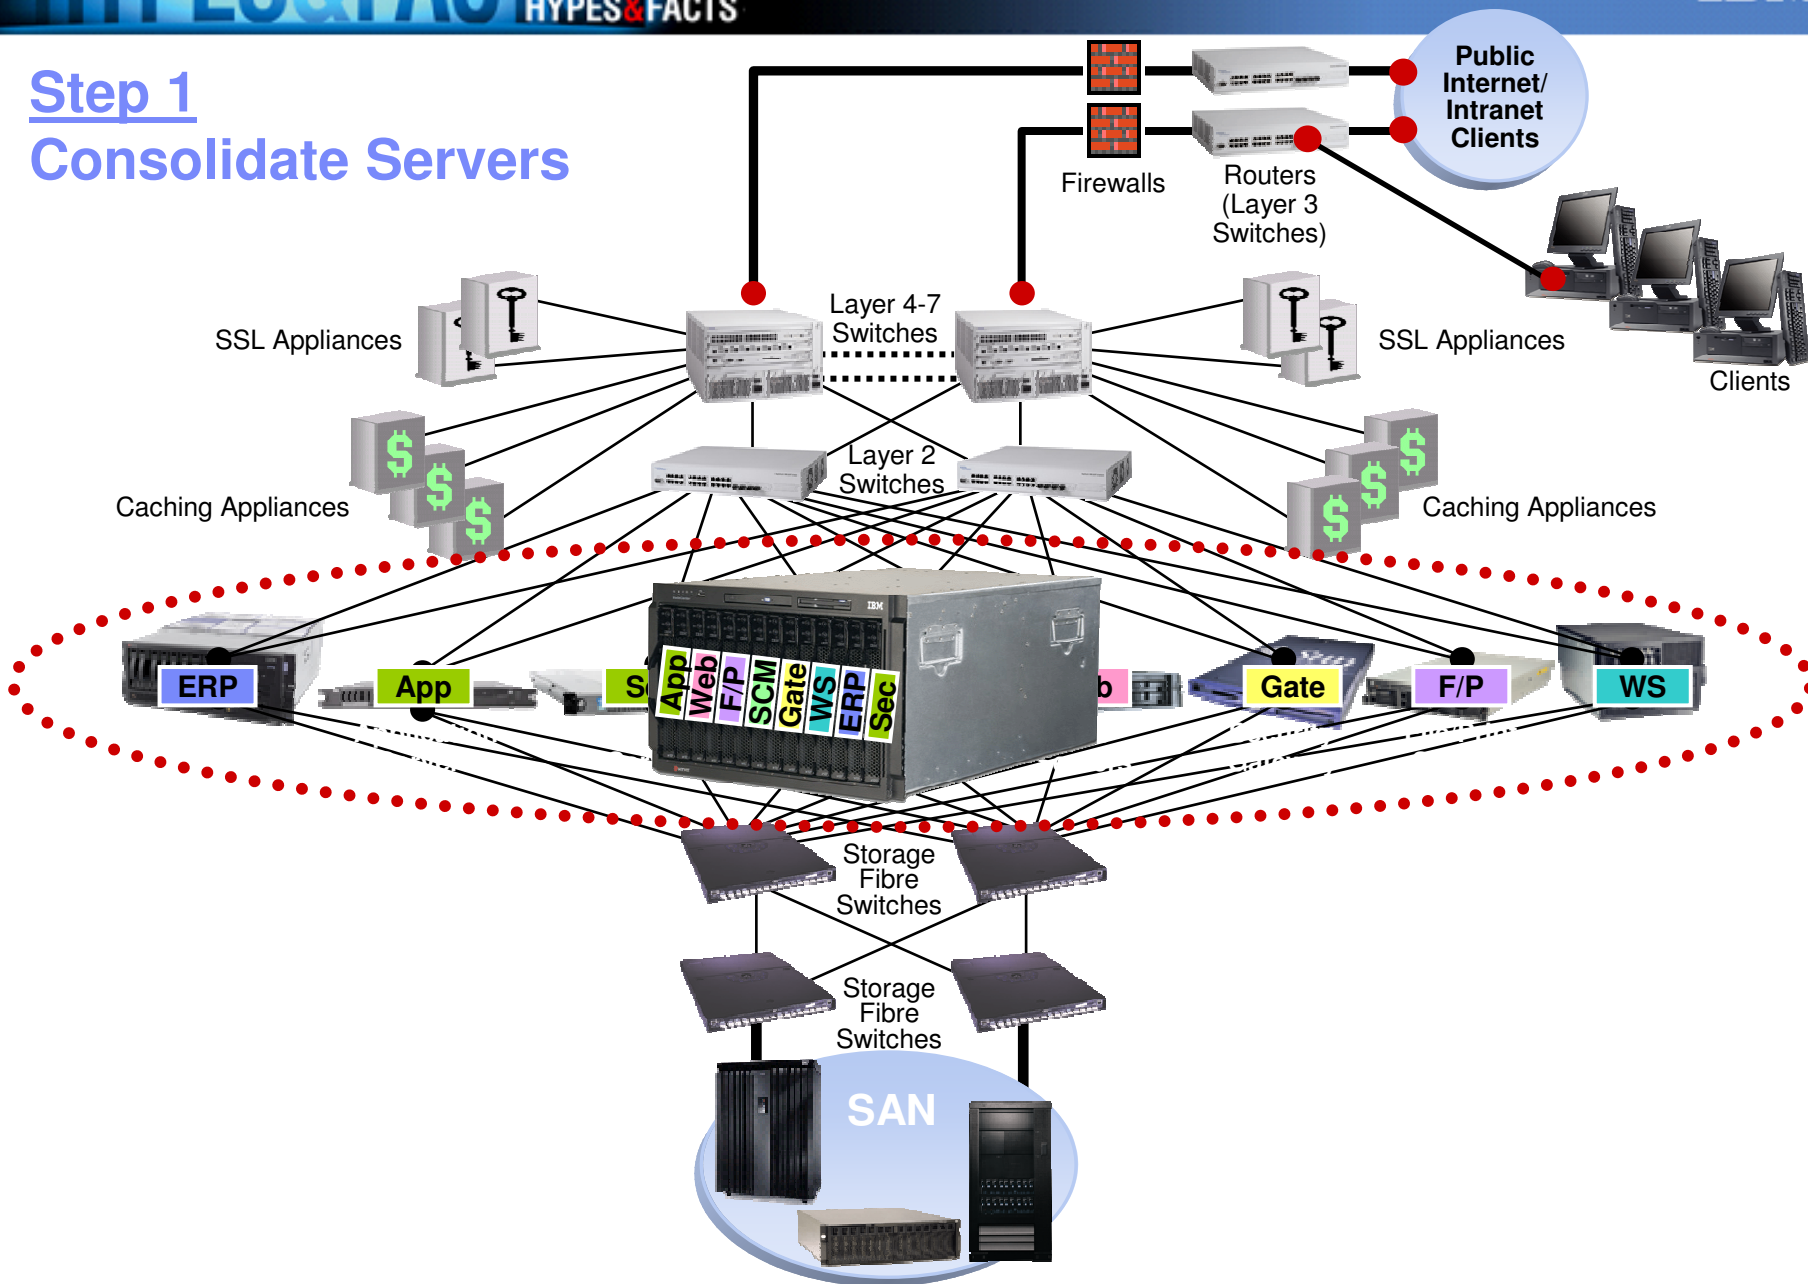 HYPES&FACTS
Step 1
Consolidate Servers
Public
Internet/
Intranet
Clients
Firewalls
Routers
(Layer 3
Switches)
Clients
SSL Appliances
Layer 4-7
Switches
SSL Appliances
Caching Appliances
Layer 2
Switches
Caching Appliances
IBM
ERP
App
App
Web
F/P
SCM
Gate
WS
ERP
Sec
Gate
F/P
WS
Storage
Fibre
Switches
Storage
Fibre
Switches
SAN